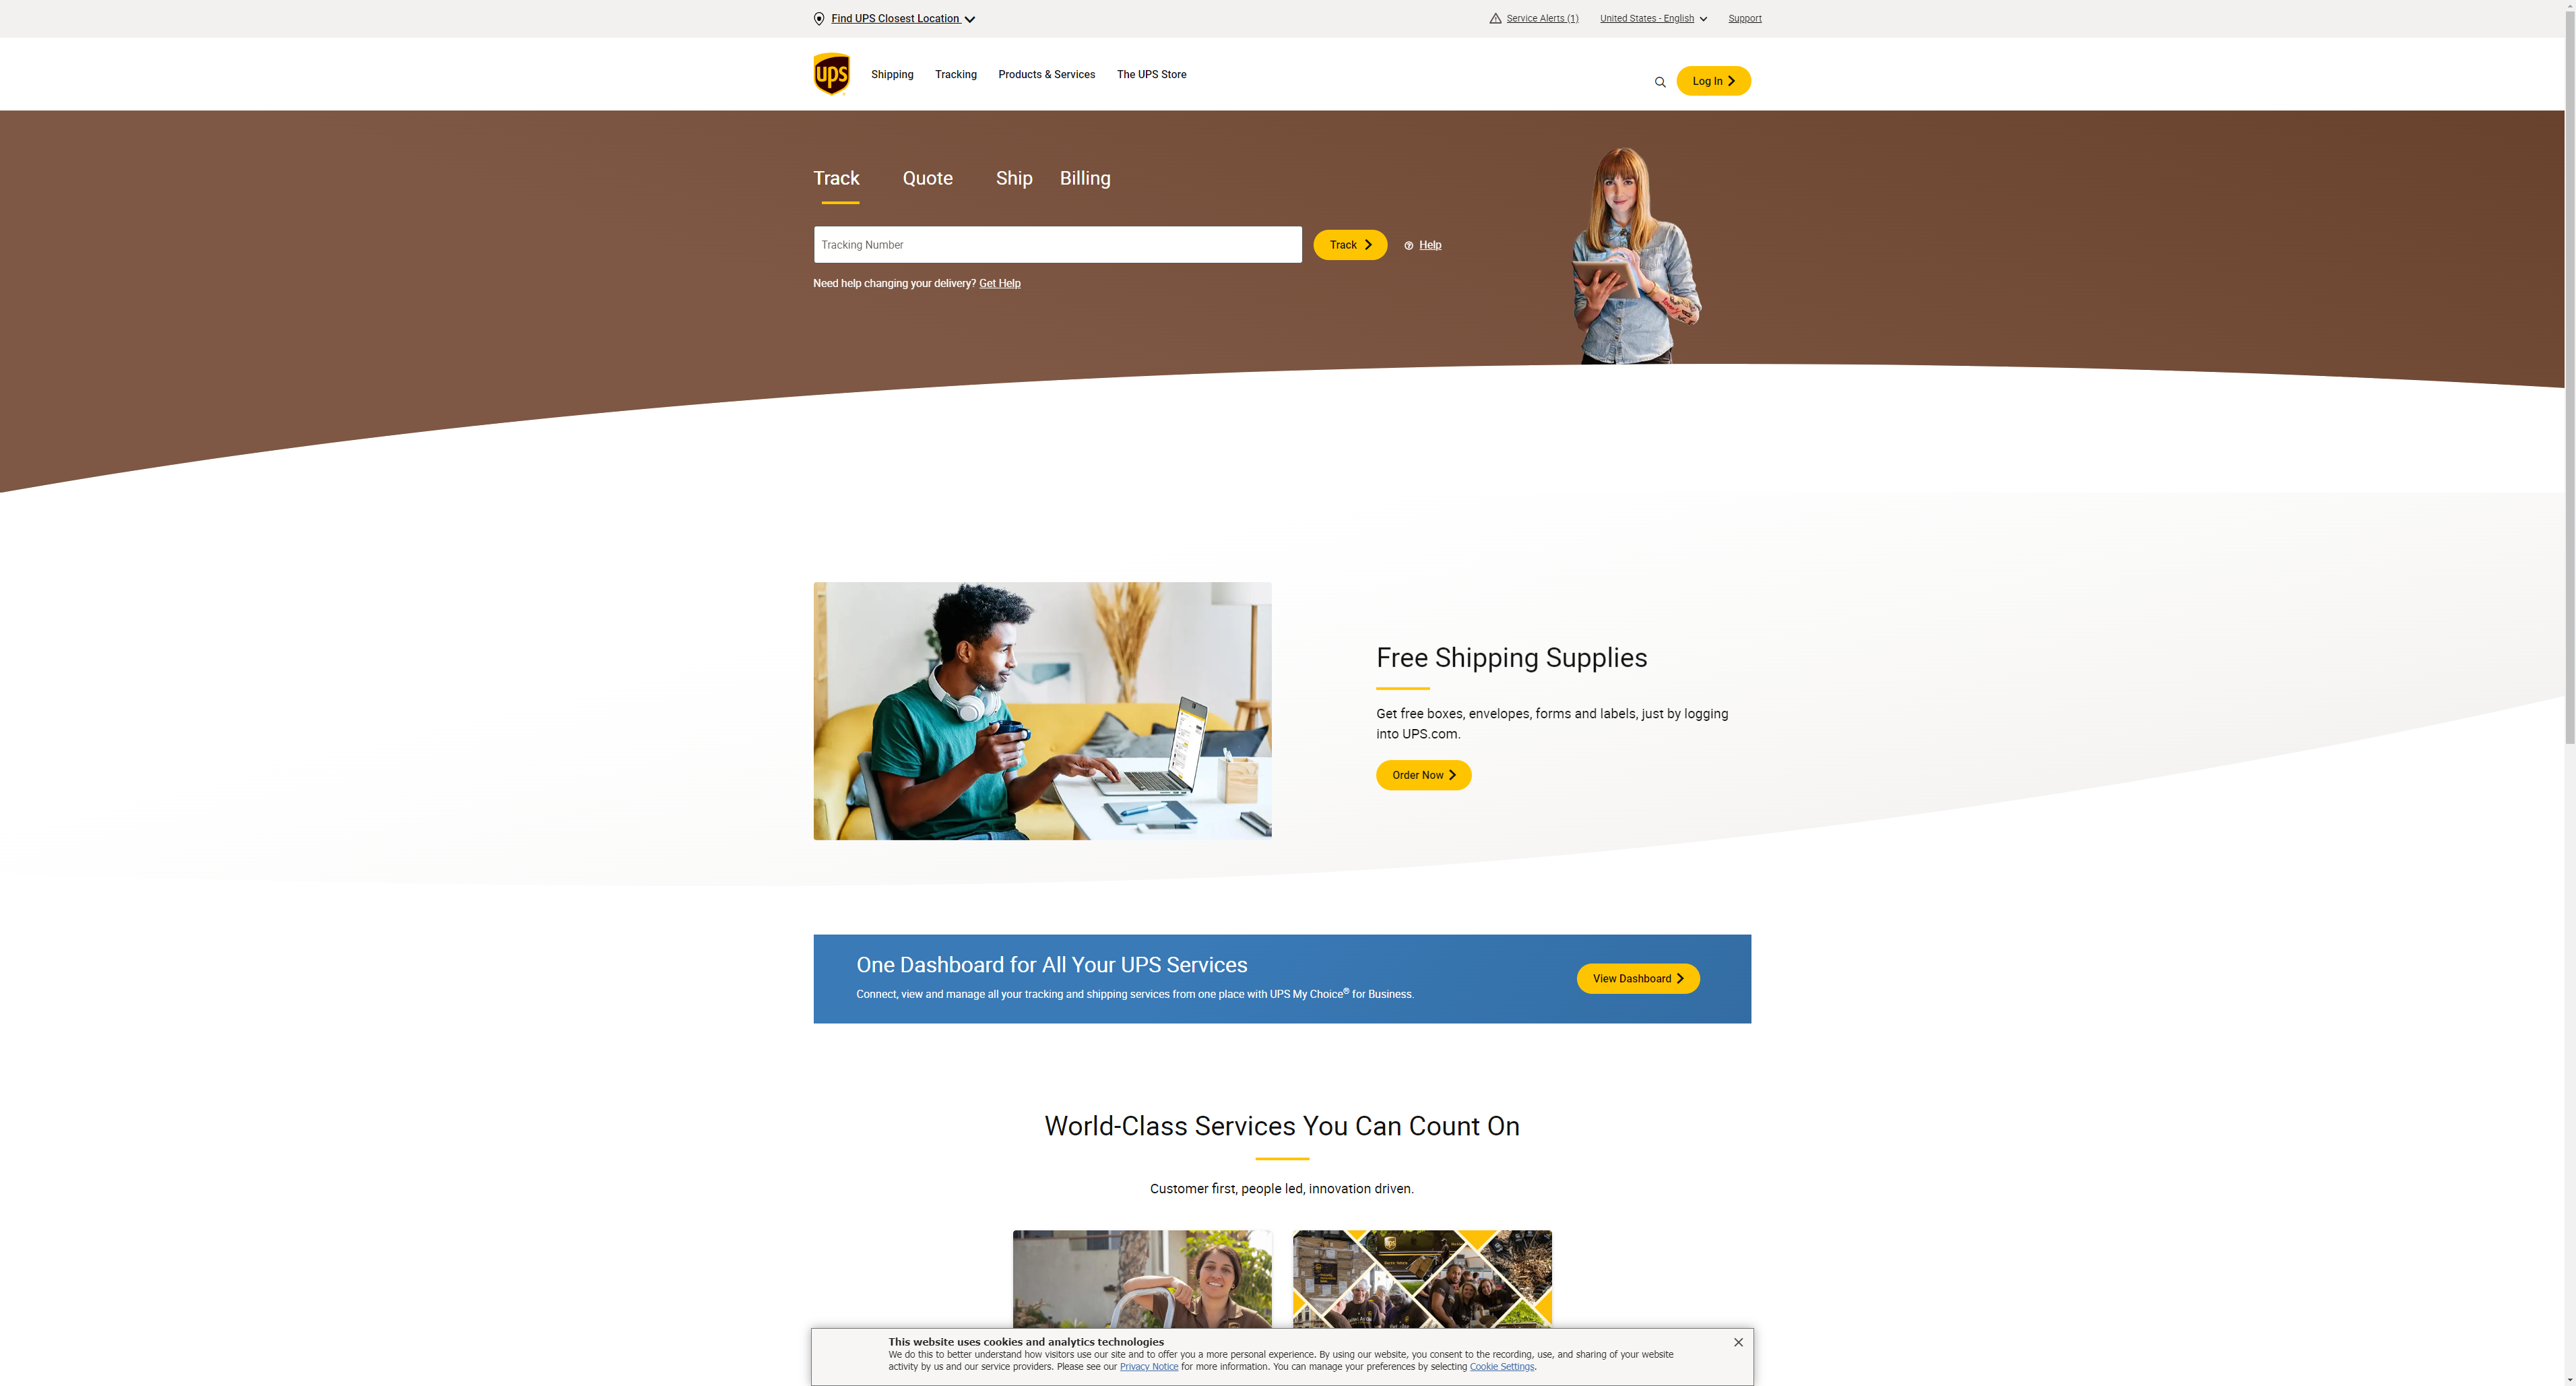 Find UPS Closest Location
Service Alerts (1)
United States - English
Support
ups
Shipping
Tracking
Products & Services
The UPS Store
Log In
Track
Quote
Ship
Billing
Tracking Number
Track
Help
Need help changing your delivery? Get Help
Free Shipping Supplies
Get free boxes, envelopes, forms and labels, just by logging
into UPS.com.
Order Now
One Dashboard for All Your UPS Services
Connect, view and manage all your tracking and shipping services from one place with UPS My Choice® for Business.
View Dashboard
World-Class Services You Can Count On
Customer first, people led, innovation driven.
ups
This website uses cookies and analytics technologies
We do this to better understand how visitors use our site and to offer you a more personal experience. By using our website, you consent to the recording, use, and sharing of your website
activity by us and our service providers. Please see our Privacy Notice for more information. You can manage your preferences by selecting Cookie Settings.